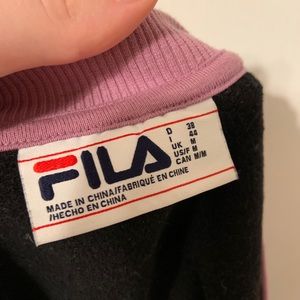 FILA
MADE IN CHINA/FABRIQUÉ EN CHINE
/HECHO EN CHINA
D 38
I 44
UK M
US/F M
CAN M/M